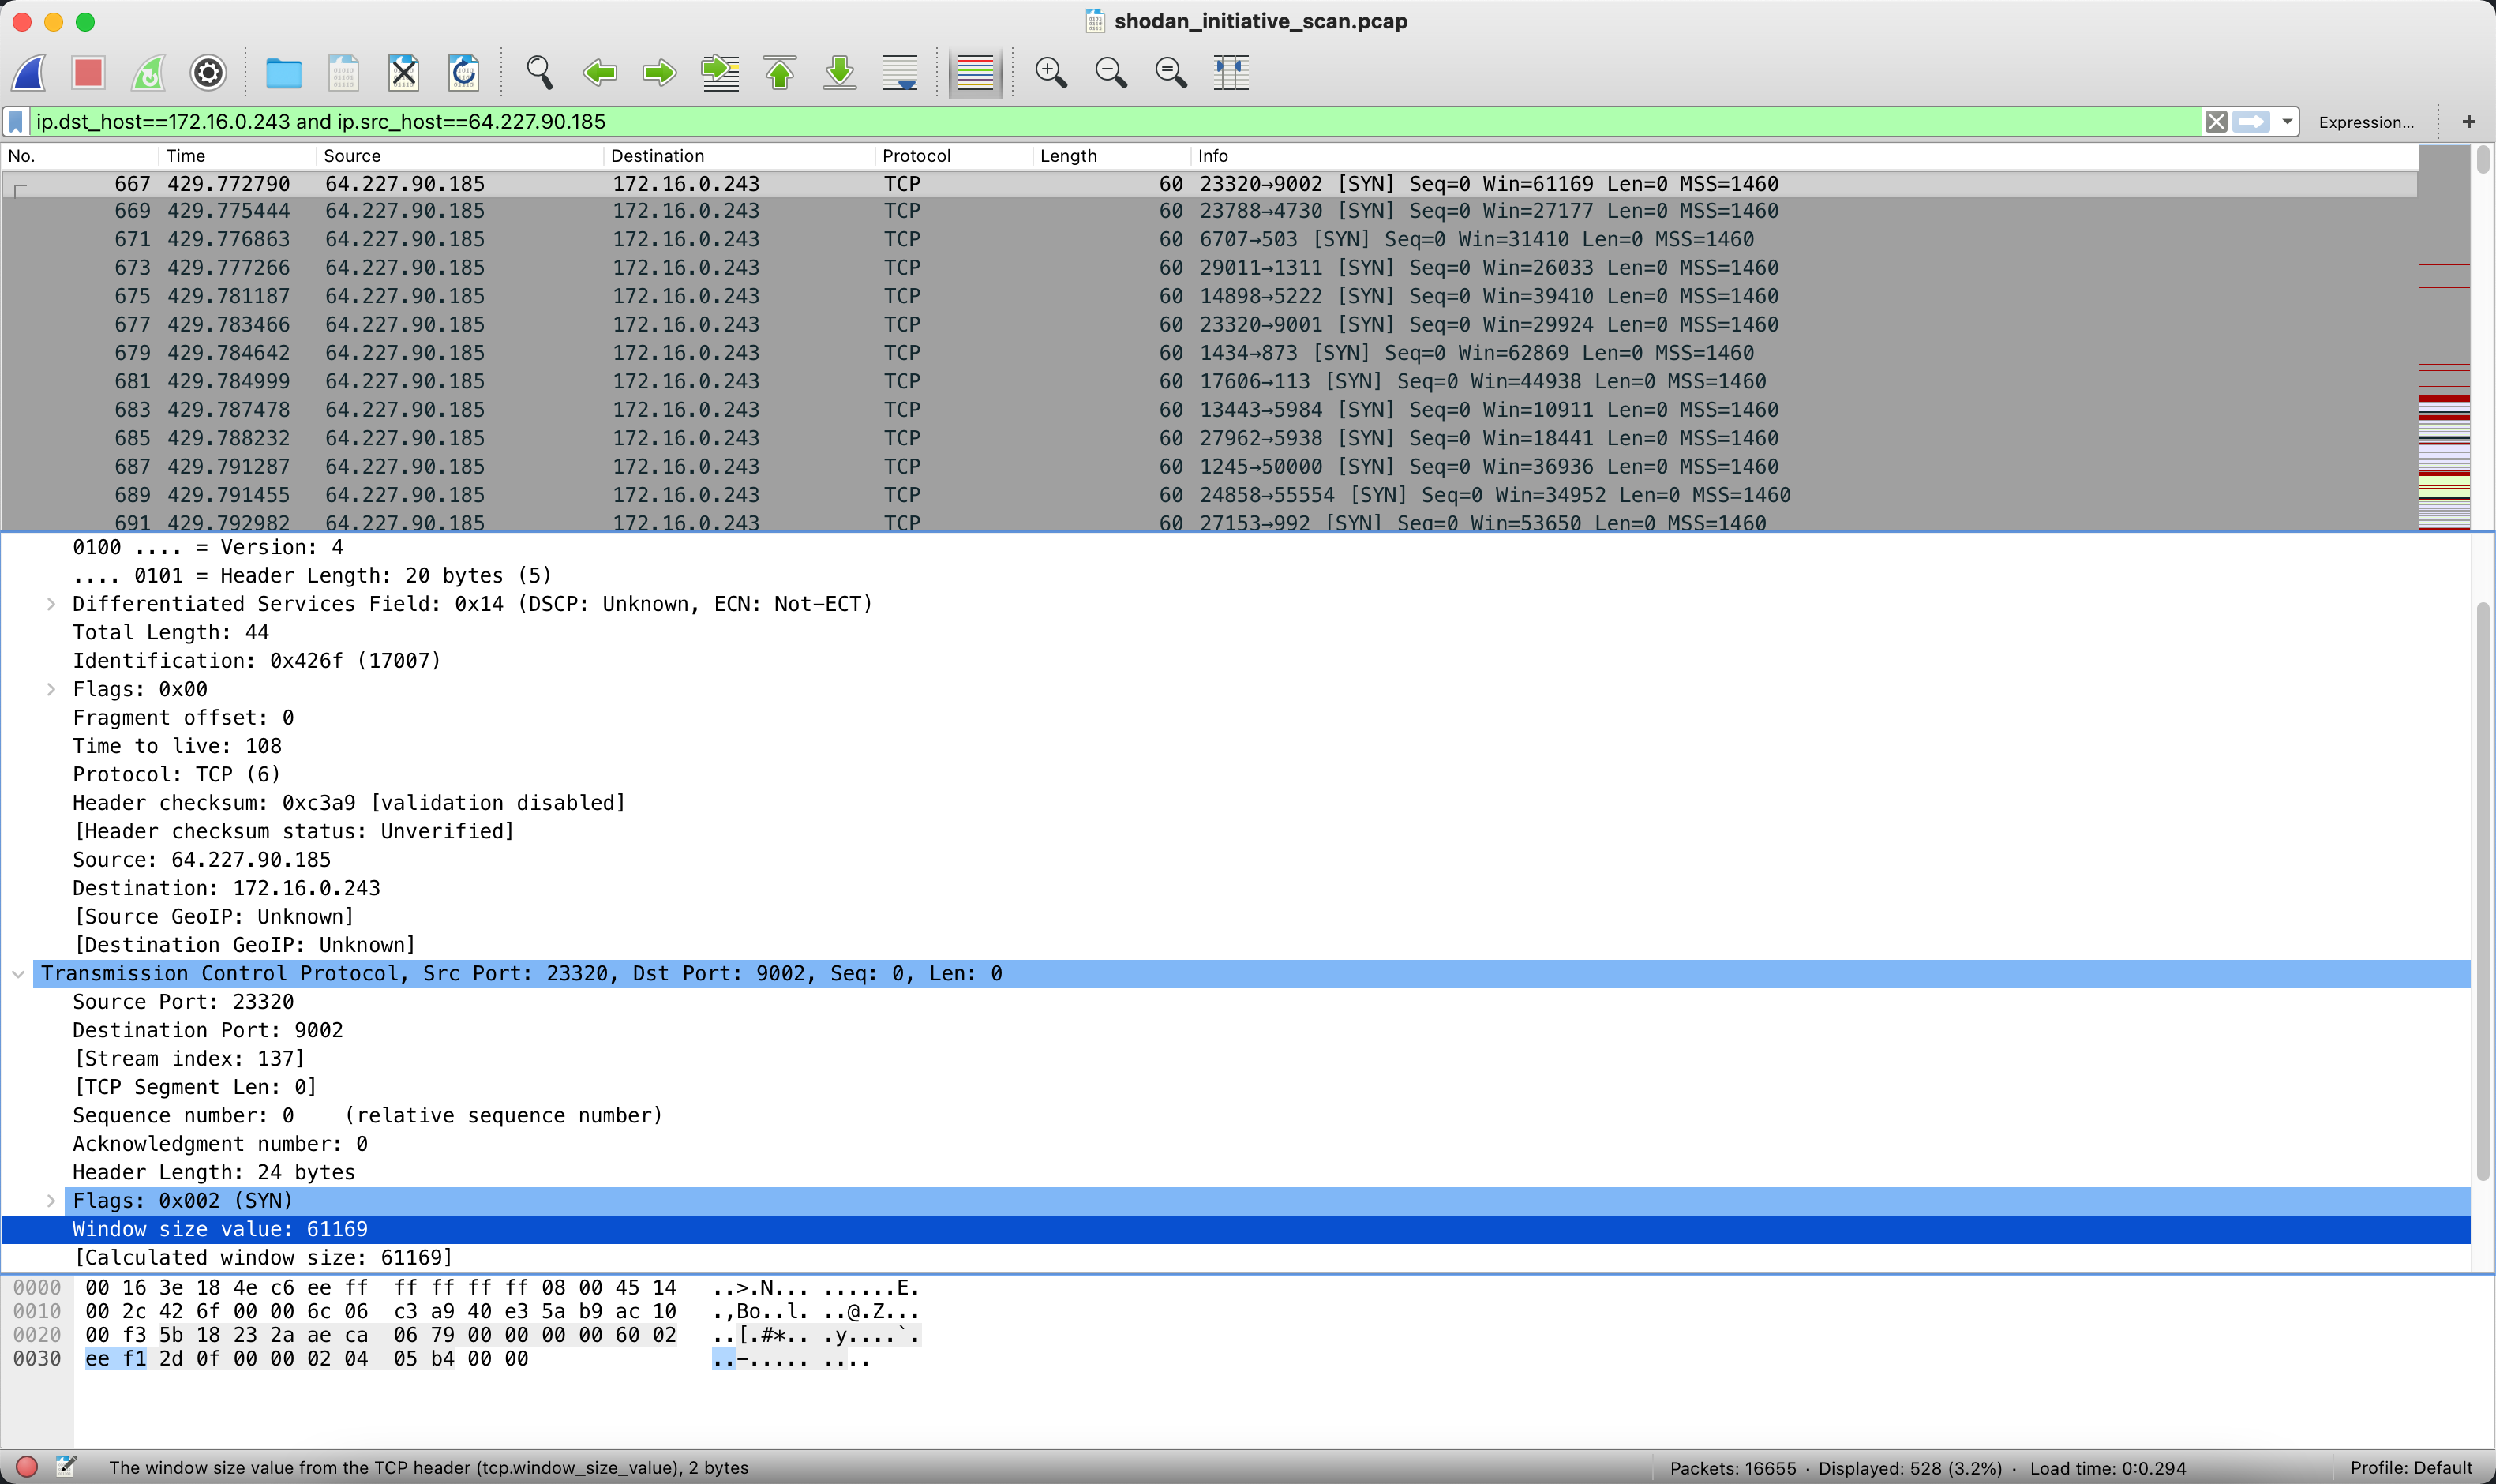 shodan_initiative_scan.pcap
ip.dst_host==172.16.0.243 and ip.src_host==64.227.90.185 Expression... +
No. Time Source Destination Protocol Length Info
667 429.772790 64.227.90.185 172.16.0.243 TCP 60 23320→9002 [SYN] Seq=0 Win=61169 Len=0 MSS=1460
669 429.775444 64.227.90.185 172.16.0.243 TCP 60 23788→4730 [SYN] Seq=0 Win=27177 Len=0 MSS=1460
671 429.776863 64.227.90.185 172.16.0.243 TCP 60 6707→503 [SYN] Seq=0 Win=31410 Len=0 MSS=1460
673 429.777266 64.227.90.185 172.16.0.243 TCP 60 29011→1311 [SYN] Seq=0 Win=26033 Len=0 MSS=1460
675 429.781187 64.227.90.185 172.16.0.243 TCP 60 14898→5222 [SYN] Seq=0 Win=39410 Len=0 MSS=1460
677 429.783466 64.227.90.185 172.16.0.243 TCP 60 23320→9001 [SYN] Seq=0 Win=29924 Len=0 MSS=1460
679 429.784642 64.227.90.185 172.16.0.243 TCP 60 1434→873 [SYN] Seq=0 Win=62869 Len=0 MSS=1460
681 429.784999 64.227.90.185 172.16.0.243 TCP 60 17606→113 [SYN] Seq=0 Win=44938 Len=0 MSS=1460
683 429.787478 64.227.90.185 172.16.0.243 TCP 60 13443→5984 [SYN] Seq=0 Win=10911 Len=0 MSS=1460
685 429.788232 64.227.90.185 172.16.0.243 TCP 60 27962→5938 [SYN] Seq=0 Win=18441 Len=0 MSS=1460
687 429.791287 64.227.90.185 172.16.0.243 TCP 60 1245→50000 [SYN] Seq=0 Win=36936 Len=0 MSS=1460
689 429.791455 64.227.90.185 172.16.0.243 TCP 60 24858→55554 [SYN] Seq=0 Win=34952 Len=0 MSS=1460
691 429.792982 64.227.90.185 172.16.0.243 TCP 60 27153→992 [SYN] Seq=0 Win=53650 Len=0 MSS=1460
0100 .... = Version: 4
.... 0101 = Header Length: 20 bytes (5)
Differentiated Services Field: 0x14 (DSCP: Unknown, ECN: Not-ECT)
Total Length: 44
Identification: 0x426f (17007)
Flags: 0x00
Fragment offset: 0
Time to live: 108
Protocol: TCP (6)
Header checksum: 0xc3a9 [validation disabled]
[Header checksum status: Unverified]
Source: 64.227.90.185
Destination: 172.16.0.243
[Source GeoIP: Unknown]
[Destination GeoIP: Unknown]
Transmission Control Protocol, Src Port: 23320, Dst Port: 9002, Seq: 0, Len: 0
Source Port: 23320
Destination Port: 9002
[Stream index: 137]
[TCP Segment Len: 0]
Sequence number: 0    (relative sequence number)
Acknowledgment number: 0
Header Length: 24 bytes
Flags: 0x002 (SYN)
Window size value: 61169
[Calculated window size: 61169]
0000 00 16 3e 18 4e c6 ee ff ff ff ff ff 08 00 45 14 ..>.N... ......E.
0010 00 2c 42 6f 00 00 6c 06 c3 a9 40 e3 5a b9 ac 10 .,Bo..l. ..@.Z...
0020 00 f3 5b 18 23 2a ae ca 06 79 00 00 00 00 60 02 ..[.#*.. .y....`.
0030 ee f1 2d 0f 00 00 02 04 05 b4 00 00 ..-..... ....
The window size value from the TCP header (tcp.window_size_value), 2 bytes Packets: 16655 · Displayed: 528 (3.2%) · Load time: 0:0.294 Profile: Default